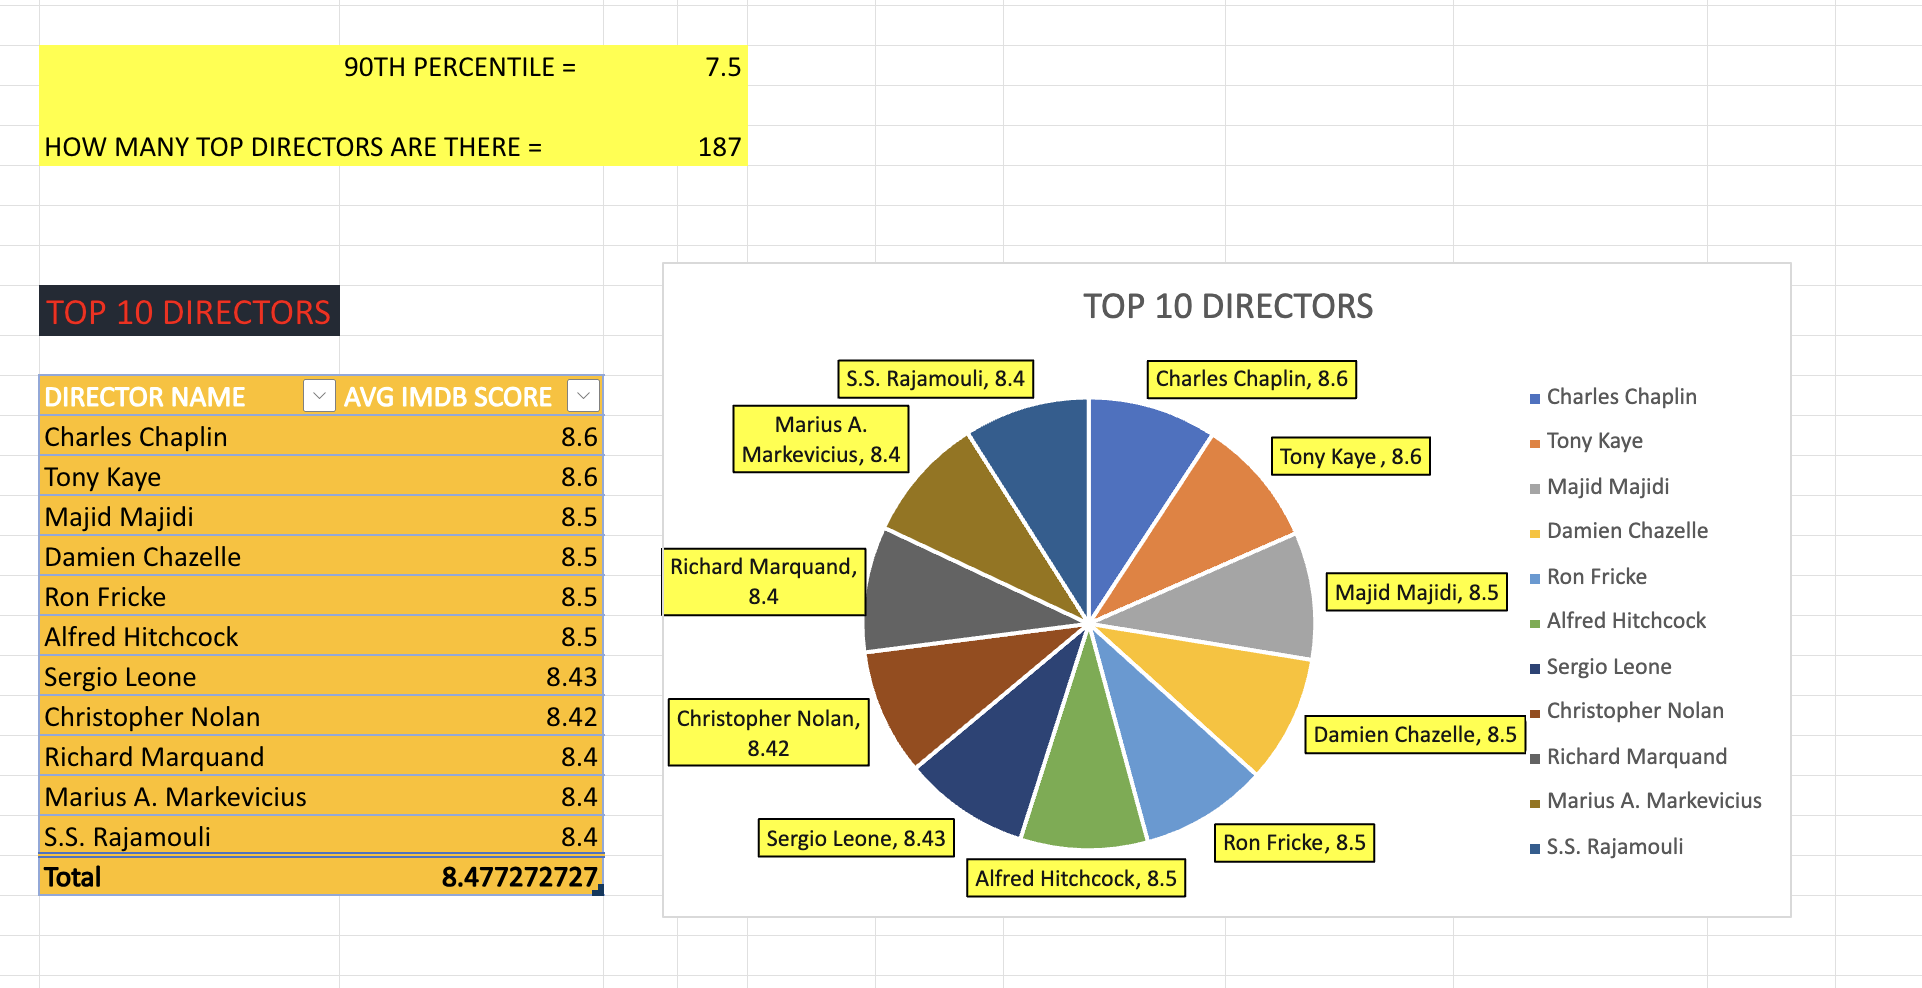 90TH PERCENTILE = 7.5
HOW MANY TOP DIRECTORS ARE THERE = 187
TOP 10 DIRECTORS
DIRECTOR NAME AVG IMDB SCORE
Charles Chaplin 8.6
Tony Kaye 8.6
Majid Majidi 8.5
Damien Chazelle 8.5
Ron Fricke 8.5
Alfred Hitchcock 8.5
Sergio Leone 8.43
Christopher Nolan 8.42
Richard Marquand 8.4
Marius A. Markevicius 8.4
S.S. Rajamouli 8.4
Total 8.477272727
TOP 10 DIRECTORS
S.S. Rajamouli, 8.4
Charles Chaplin, 8.6
Marius A.
Markevicius, 8.4
Tony Kaye , 8.6
Richard Marquand,
8.4
Majid Majidi, 8.5
Christopher Nolan,
8.42
Damien Chazelle, 8.5
Sergio Leone, 8.43
Ron Fricke, 8.5
Alfred Hitchcock, 8.5
Charles Chaplin
Tony Kaye
Majid Majidi
Damien Chazelle
Ron Fricke
Alfred Hitchcock
Sergio Leone
Christopher Nolan
Richard Marquand
Marius A. Markevicius
S.S. Rajamouli